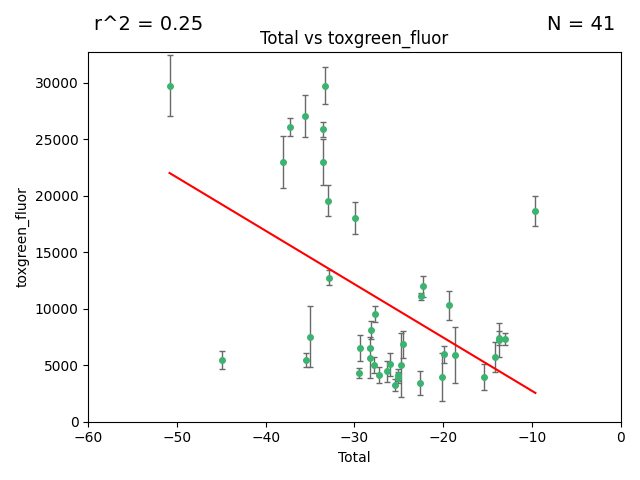 r^2 = 0.25
N = 41
Total vs toxgreen_fluor
30000
25000
20000
15000
10000
5000
0
toxgreen_fluor
−60
−50
−40
−30
−20
−10
0
Total